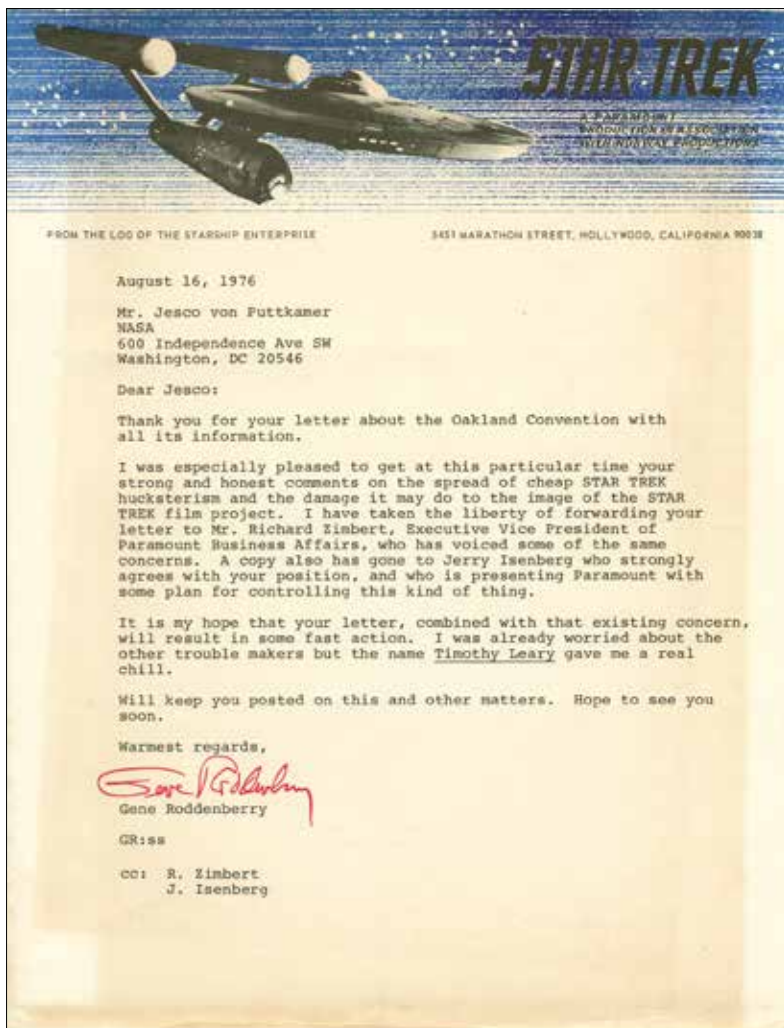 STAR TREK
A PARAMOUNT
PRODUCTION IN ASSOCIATION
WITH NORWAY PRODUCTIONS
FROM THE LOG OF THE STARSHIP ENTERPRISE
5451 MARATHON STREET, HOLLYWOOD, CALIFORNIA 90038
August 16, 1976
Mr. Jesco von Puttkamer
NASA
600 Independence Ave SW
Washington, DC 20546
Dear Jesco:
Thank you for your letter about the Oakland Convention with
all its information.
I was especially pleased to get at this particular time your
strong and honest comments on the spread of cheap STAR TREK
hucksterism and the damage it may do to the image of the STAR
TREK film project. I have taken the liberty of forwarding your
letter to Mr. Richard Zimbert, Executive Vice President of
Paramount Business Affairs, who has voiced some of the same
concerns. A copy also has gone to Jerry Isenberg who strongly
agrees with your position, and who is presenting Paramount with
some plan for controlling this kind of thing.
It is my hope that your letter, combined with that existing concern,
will result in some fast action. I was already worried about the
other trouble makers but the name Timothy Leary gave me a real
chill.
Will keep you posted on this and other matters. Hope to see you
soon.
Warmest regards,
Gene Roddenberry
Gene Roddenberry
GR:ss
cc: R. Zimbert
J. Isenberg